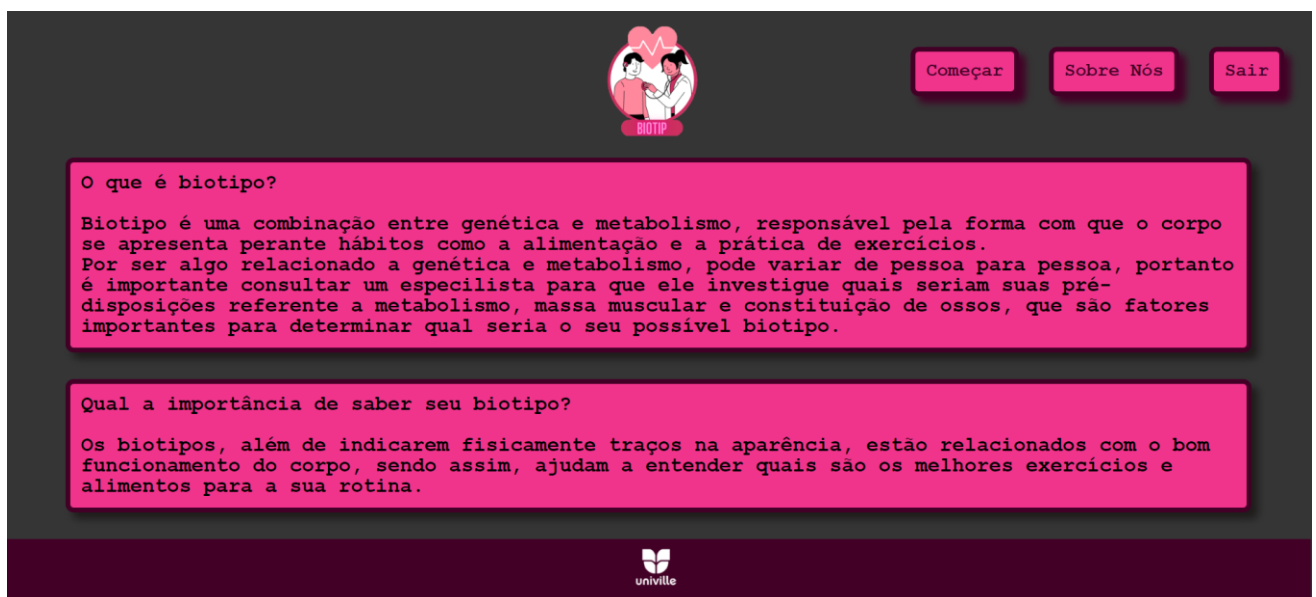 BIOTIP
Começar
Sobre Nós
Sair
O que é biotipo?
Biotipo é uma combinação entre genética e metabolismo, responsável pela forma com que o corpo
se apresenta perante hábitos como a alimentação e a prática de exercícios.
Por ser algo relacionado a genética e metabolismo, pode variar de pessoa para pessoa, portanto
é importante consultar um especilista para que ele investigue quais seriam suas pré-
disposições referente a metabolismo, massa muscular e constituição de ossos, que são fatores
importantes para determinar qual seria o seu possível biotipo.
Qual a importância de saber seu biotipo?
Os biotipos, além de indicarem fisicamente traços na aparência, estão relacionados com o bom
funcionamento do corpo, sendo assim, ajudam a entender quais são os melhores exercícios e
alimentos para a sua rotina.
univille